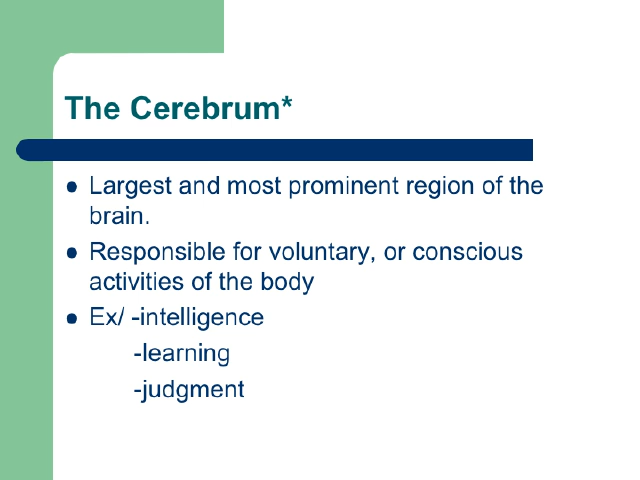 The Cerebrum*
● Largest and most prominent region of the
brain.
● Responsible for voluntary, or conscious
activities of the body
● Ex/ -intelligence
-learning
-judgment